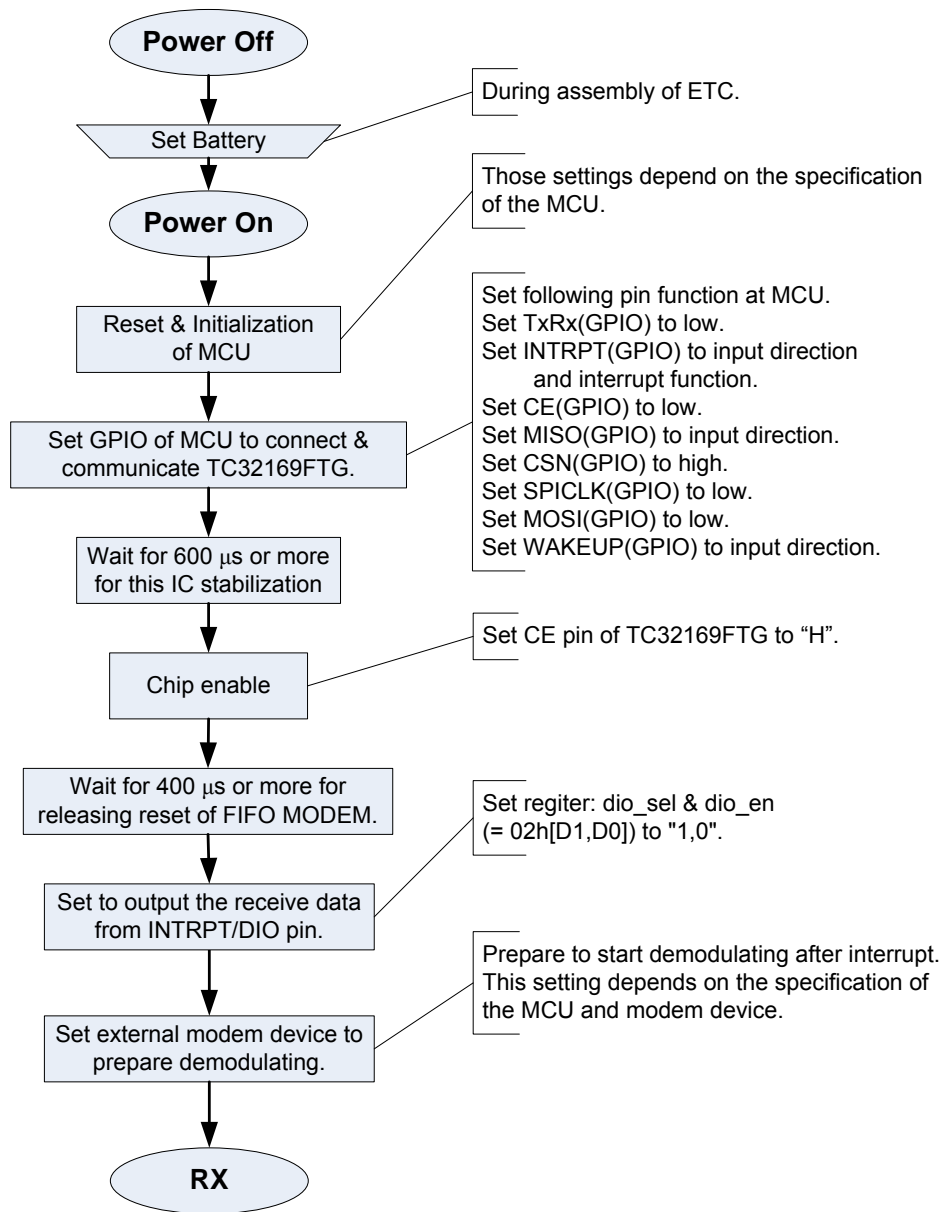 Power Off
During assembly of ETC.
Set Battery
Those settings depend on the specification
of the MCU.
Power On
Reset & Initialization
of MCU
Set following pin function at MCU.
Set TxRx(GPIO) to low.
Set INTRPT(GPIO) to input direction
and interrupt function.
Set CE(GPIO) to low.
Set MISO(GPIO) to input direction.
Set CSN(GPIO) to high.
Set SPICLK(GPIO) to low.
Set MOSI(GPIO) to low.
Set WAKEUP(GPIO) to input direction.
Set GPIO of MCU to connect &
communicate TC32169FTG.
Wait for 600 μs or more
for this IC stabilization
Set CE pin of TC32169FTG to “H”.
Chip enable
Wait for 400 μs or more for
releasing reset of FIFO MODEM.
Set regiter: dio_sel & dio_en
(= 02h[D1,D0]) to "1,0".
Set to output the receive data
from INTRPT/DIO pin.
Prepare to start demodulating after interrupt.
This setting depends on the specification of
the MCU and modem device.
Set external modem device to
prepare demodulating.
RX